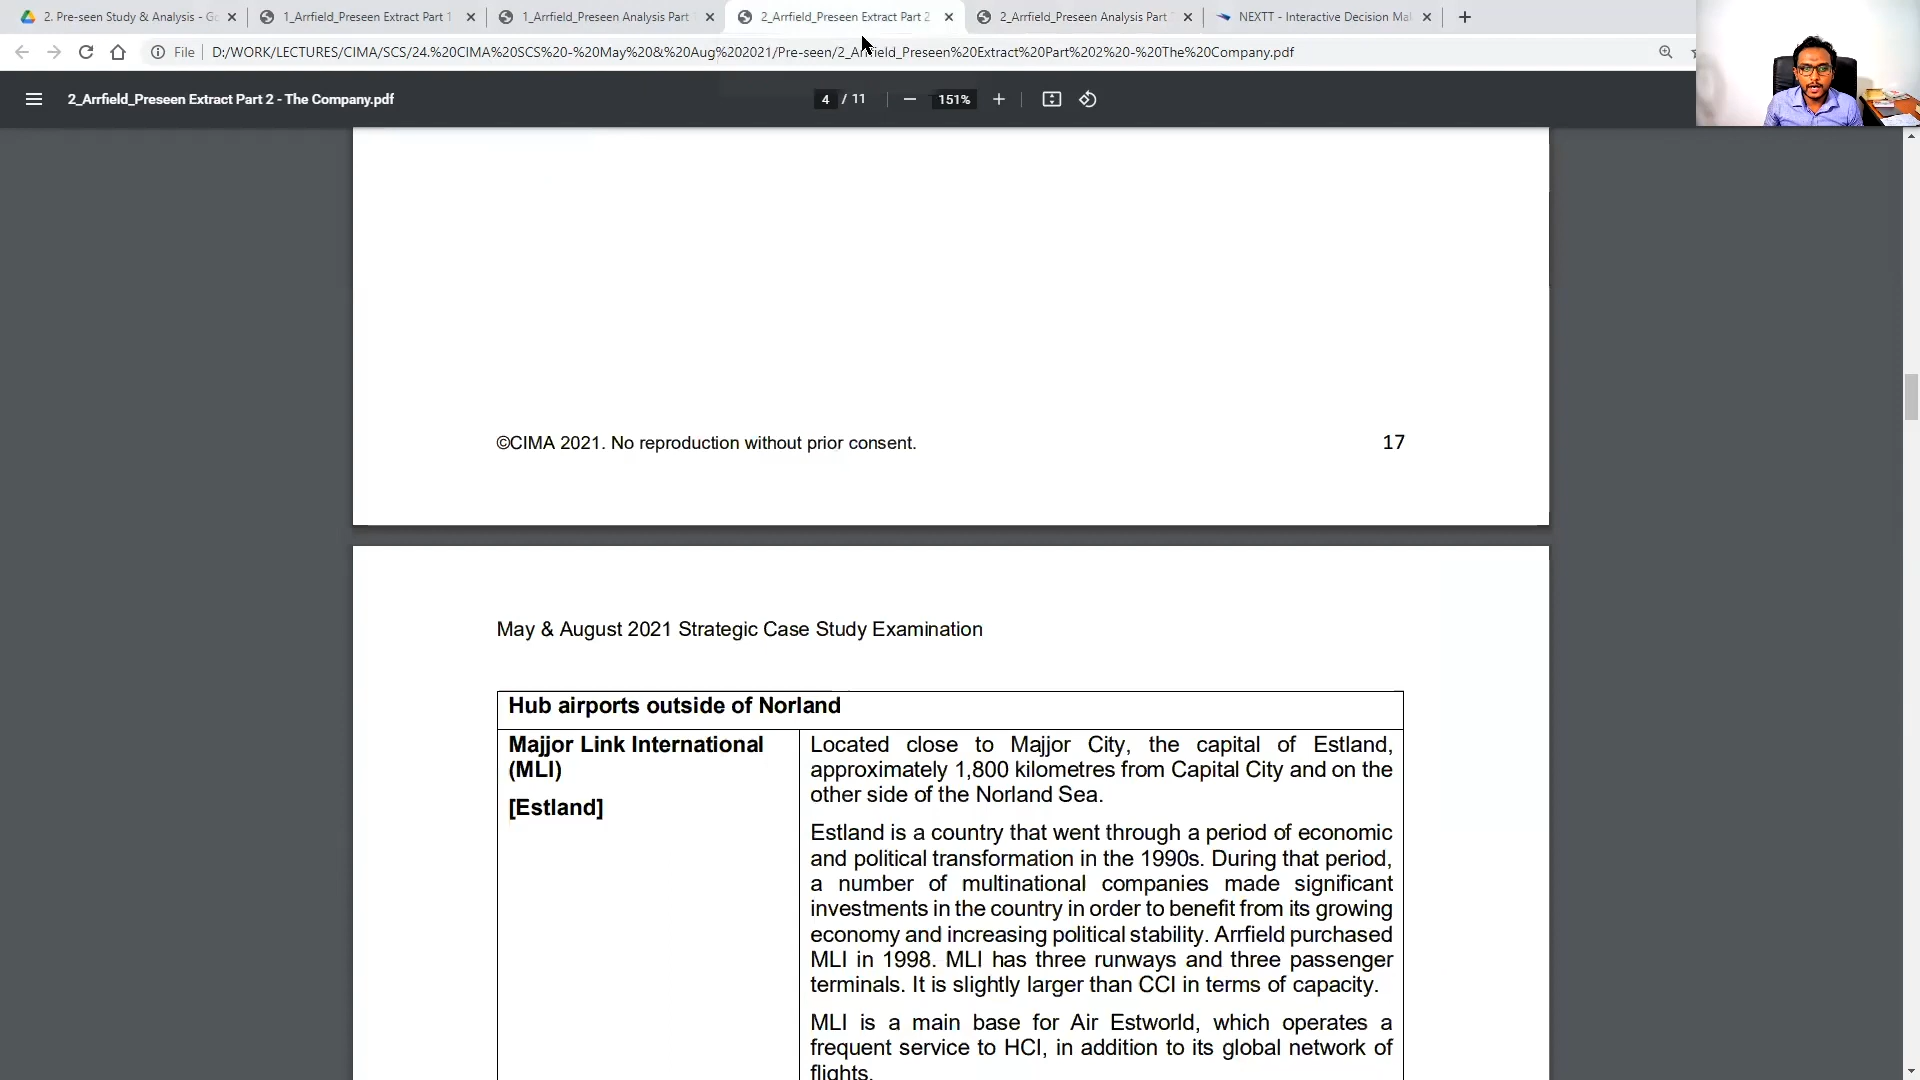 2. Pre-seen Study & Analysis - Go
1_Arrfield_Preseen Extract Part 1
1_Arrfield_Preseen Analysis Part
2_Arrfield_Preseen Extract Part 2
2_Arrfield_Preseen Analysis Part
NEXTT - Interactive Decision Mal
File
D:/WORK/LECTURES/CIMA/SCS/24.%20CIMA%20SCS%20-%20May%20&%20Aug%202021/Pre-seen/2_Arrfield_Preseen%20Extract%20Part%202%20-%20The%20Company.pdf
2_Arrfield_Preseen Extract Part 2 - The Company.pdf
4 / 11
151%
©CIMA 2021. No reproduction without prior consent.
17
May & August 2021 Strategic Case Study Examination
Hub airports outside of Norland
Majjor Link International
(MLI)
[Estland]
Located close to Majjor City, the capital of Estland,
approximately 1,800 kilometres from Capital City and on the
other side of the Norland Sea.
Estland is a country that went through a period of economic
and political transformation in the 1990s. During that period,
a number of multinational companies made significant
investments in the country in order to benefit from its growing
economy and increasing political stability. Arrfield purchased
MLI in 1998. MLI has three runways and three passenger
terminals. It is slightly larger than CCI in terms of capacity.
MLI is a main base for Air Estworld, which operates a
frequent service to HCI, in addition to its global network of
flights.